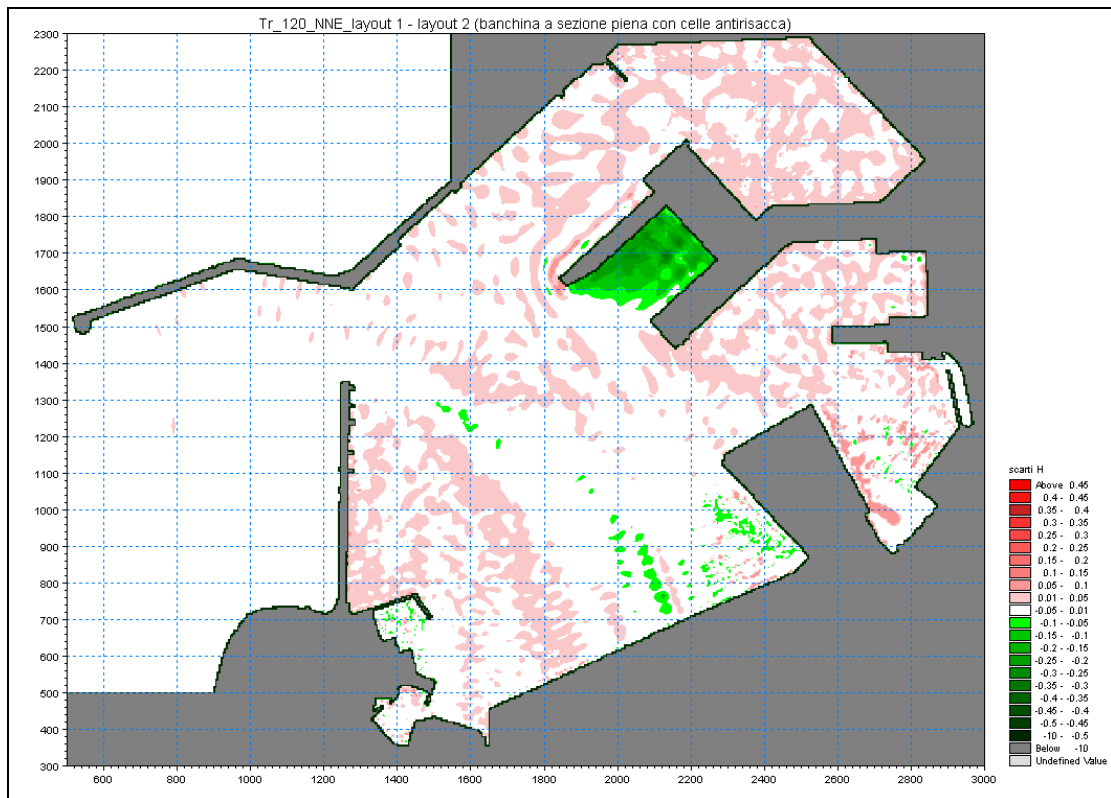 Tr_120_NNE_layout 1 - layout 2 (banchina a sezione piena con celle antirisacca)
2300
2200
2100
2000
1900
1800
1700
1600
1500
1400
1300
1200
1100
1000
900
800
700
600
500
400
300
600 800 1000 1200 1400 1600 1800 2000 2200 2400 2600 2800 3000
scarti H
Above 0.45
0.4 - 0.45
0.35 - 0.4
0.3 - 0.35
0.25 - 0.3
0.2 - 0.25
0.15 - 0.2
0.1 - 0.15
0.05 - 0.1
0.01 - 0.05
-0.05 - 0.01
-0.1 - -0.05
-0.15 - -0.1
-0.2 - -0.15
-0.25 - -0.2
-0.3 - -0.25
-0.35 - -0.3
-0.4 - -0.35
-0.45 - -0.4
-0.5 - -0.45
-10 - -0.5
Below -10
Undefined Value